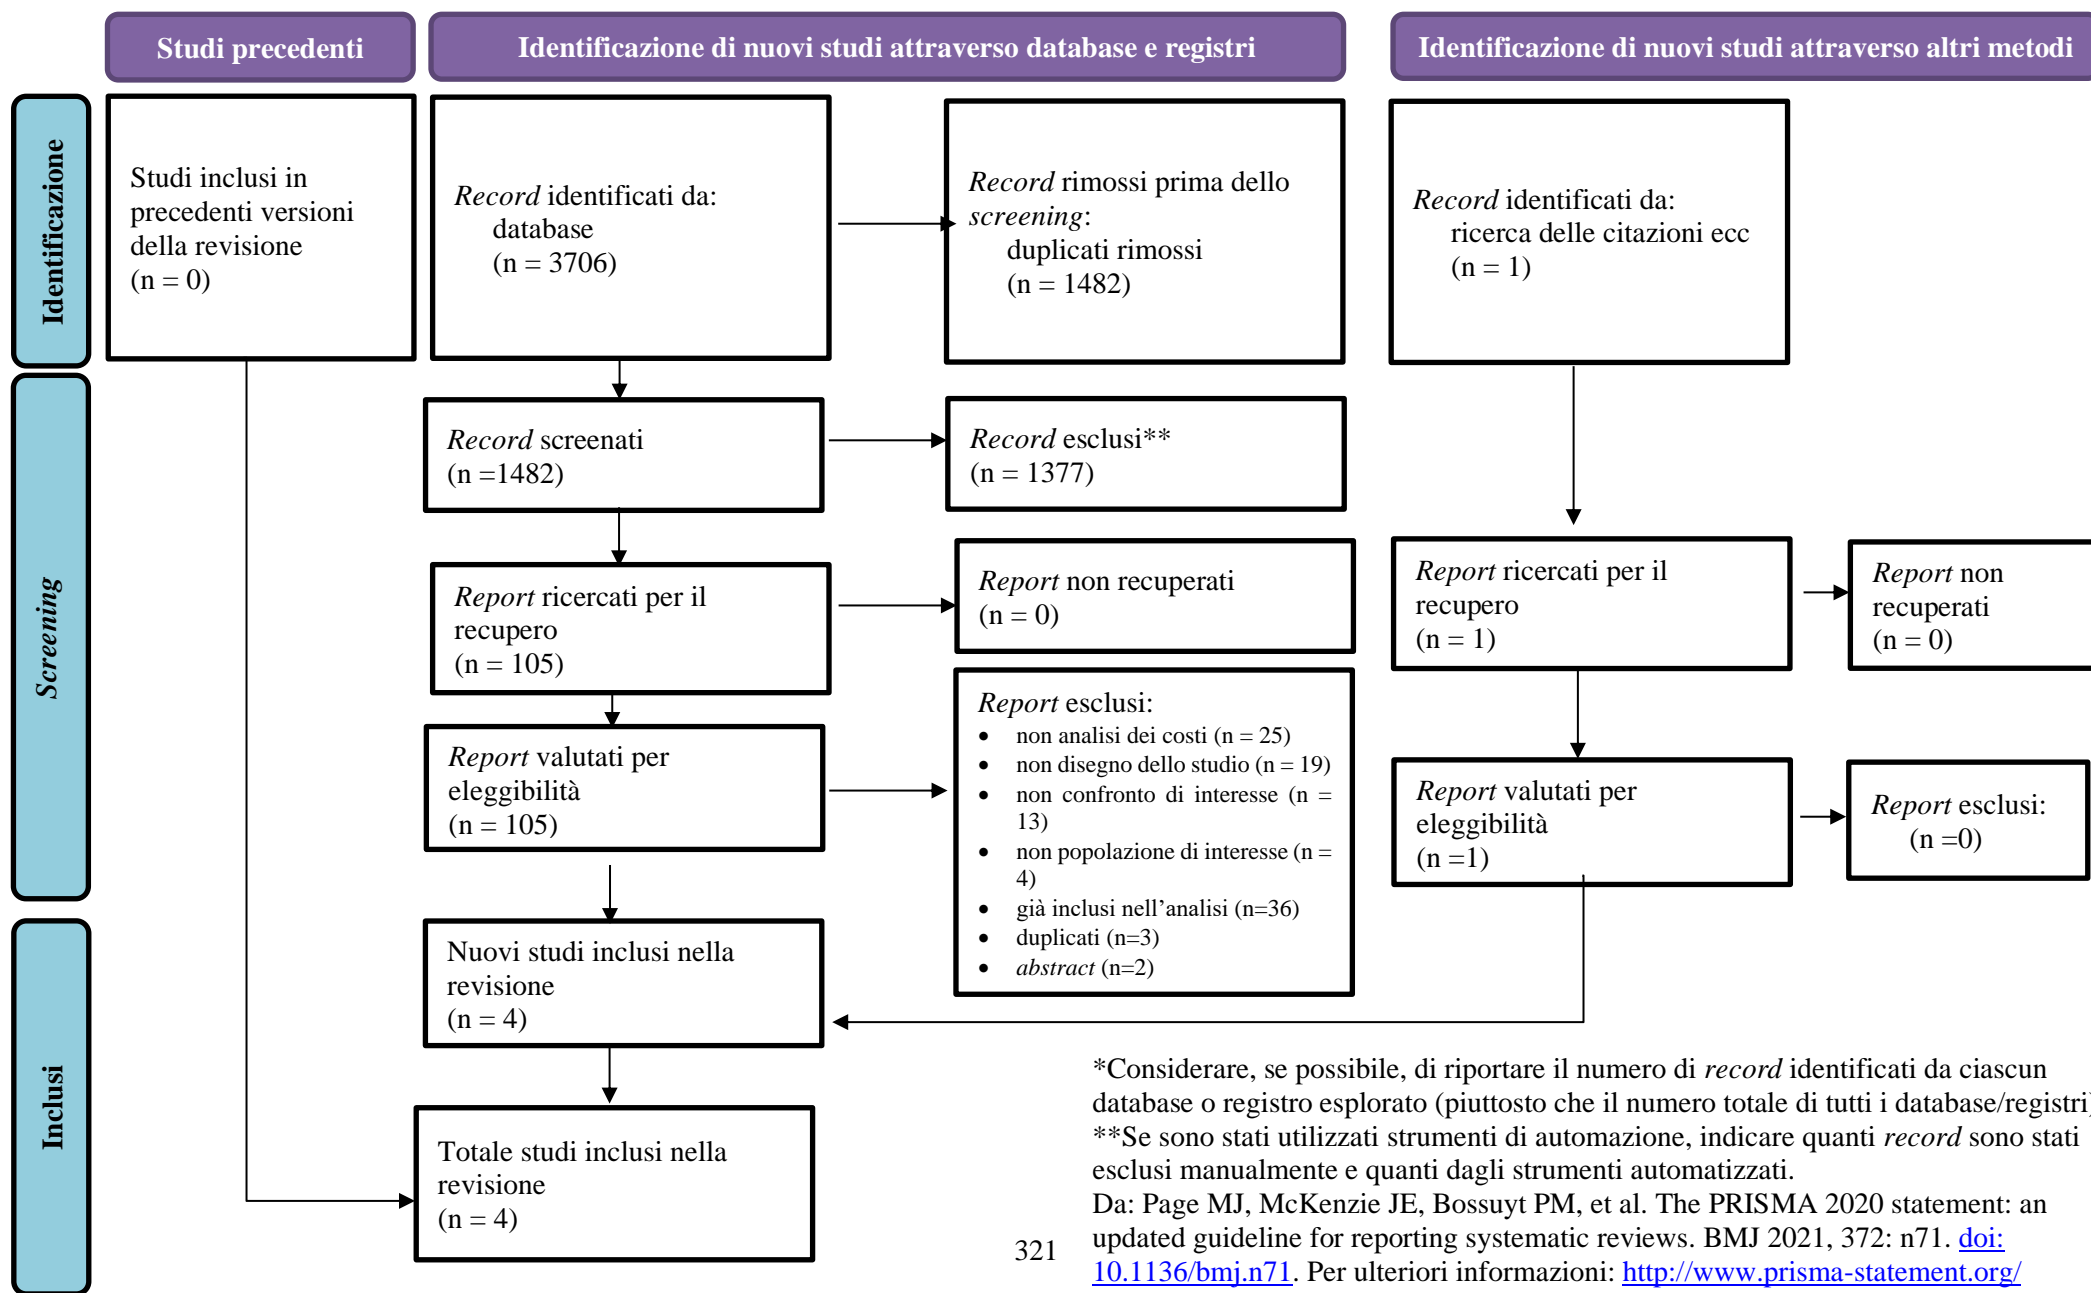 Studi precedenti
Identificazione di nuovi studi attraverso database e registri
Identificazione di nuovi studi attraverso altri metodi
Identificazione
Studi inclusi in
precedenti versioni
della revisione
(n = 0)
Record identificati da:
database
(n = 3706)
Record rimossi prima dello
screening:
duplicati rimossi
(n = 1482)
Record identificati da:
ricerca delle citazioni ecc
(n = 1)
Screening
Record screenati
(n =1482)
Record esclusi**
(n = 1377)
Report ricercati per il
recupero
(n = 105)
Report non recuperati
(n = 0)
Report ricercati per il
recupero
(n = 1)
Report non
recuperati
(n = 0)
Report valutati per
eleggibilità
(n = 105)
Report esclusi:
• non analisi dei costi (n = 25)
• non disegno dello studio (n = 19)
• non confronto di interesse (n =
13)
• non popolazione di interesse (n =
4)
• già inclusi nell’analisi (n=36)
• duplicati (n=3)
• abstract (n=2)
Report valutati per
eleggibilità
(n =1)
Report esclusi:
(n =0)
Inclusi
Nuovi studi inclusi nella
revisione
(n = 4)
Totale studi inclusi nella
revisione
(n = 4)
*Considerare, se possibile, di riportare il numero di record identificati da ciascun
database o registro esplorato (piuttosto che il numero totale di tutti i database/registri)
**Se sono stati utilizzati strumenti di automazione, indicare quanti record sono stati
esclusi manualmente e quanti dagli strumenti automatizzati.
Da: Page MJ, McKenzie JE, Bossuyt PM, et al. The PRISMA 2020 statement: an
updated guideline for reporting systematic reviews. BMJ 2021, 372: n71. doi:
10.1136/bmj.n71. Per ulteriori informazioni: http://www.prisma-statement.org/
321